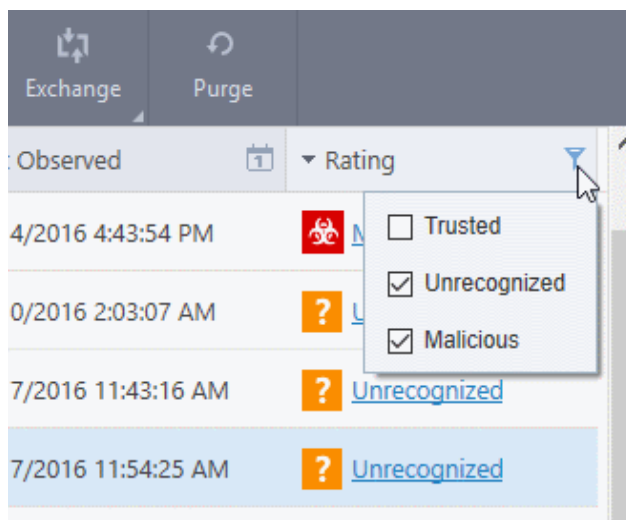 Exchange Purge
Observed 1 Rating
4/2016 4:43:54 PM M
Trusted
0/2016 2:03:07 AM ? U
Unrecognized
Malicious
7/2016 11:43:16 AM ? Unrecognized
7/2016 11:54:25 AM ? Unrecognized